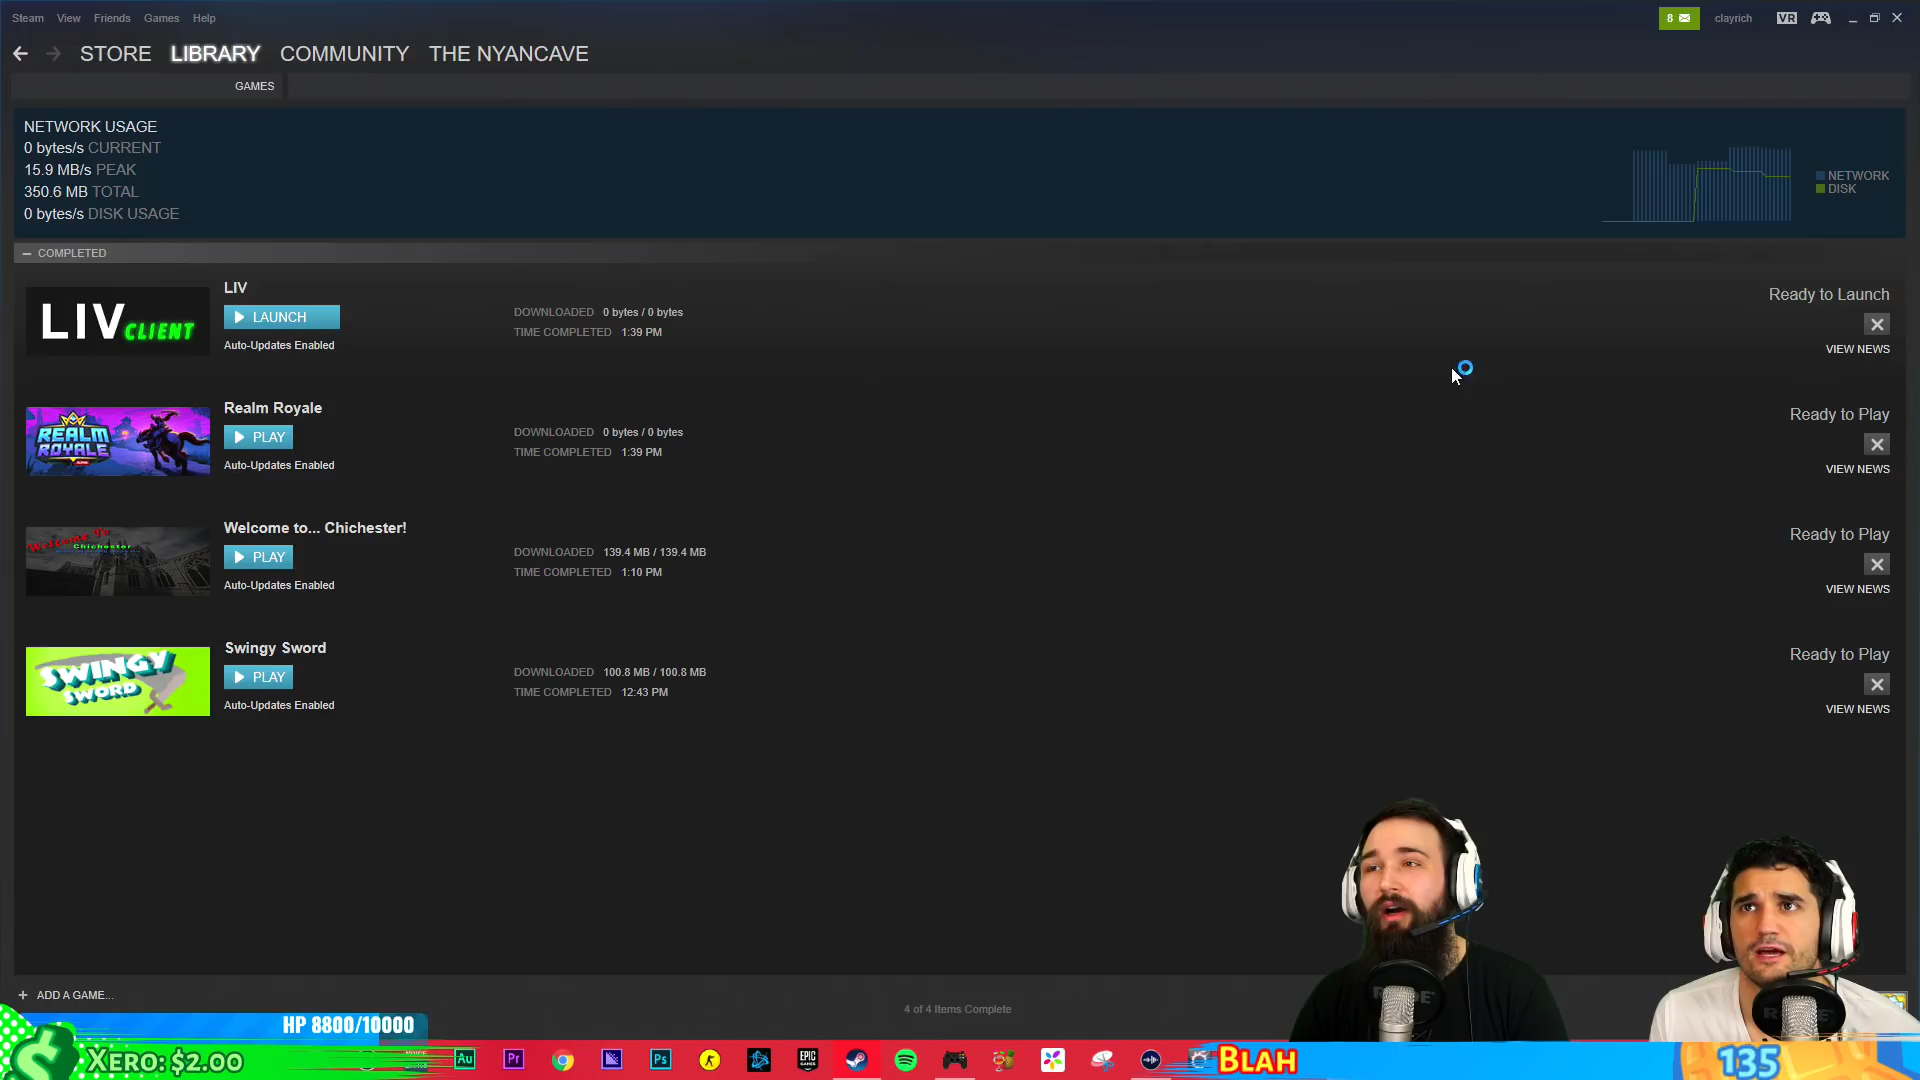 Steam View Friends Games Help
8 clayrich VR
STORE LIBRARY COMMUNITY THE NYANCAVE
GAMES
NETWORK USAGE
0 bytes/s CURRENT
15.9 MB/s PEAK
350.6 MB TOTAL
0 bytes/s DISK USAGE
NETWORK
DISK
COMPLETED
LIV CLIENT
LIV
LAUNCH
Auto-Updates Enabled
DOWNLOADED 0 bytes / 0 bytes
TIME COMPLETED 1:39 PM
Ready to Launch
VIEW NEWS
REALM ROYALE
Realm Royale
PLAY
Auto-Updates Enabled
DOWNLOADED 0 bytes / 0 bytes
TIME COMPLETED 1:39 PM
Ready to Play
VIEW NEWS
Welcome To
Chichester
Welcome to... Chichester!
PLAY
Auto-Updates Enabled
DOWNLOADED 139.4 MB / 139.4 MB
TIME COMPLETED 1:10 PM
Ready to Play
VIEW NEWS
SWINGY
SWORD
Swingy Sword
PLAY
Auto-Updates Enabled
DOWNLOADED 100.8 MB / 100.8 MB
TIME COMPLETED 12:43 PM
Ready to Play
VIEW NEWS
+ ADD A GAME...
4 of 4 Items Complete
HP 8800/10000
XERO: $2.00
Au Pr Ps EPIC GAMES
BLAH
135